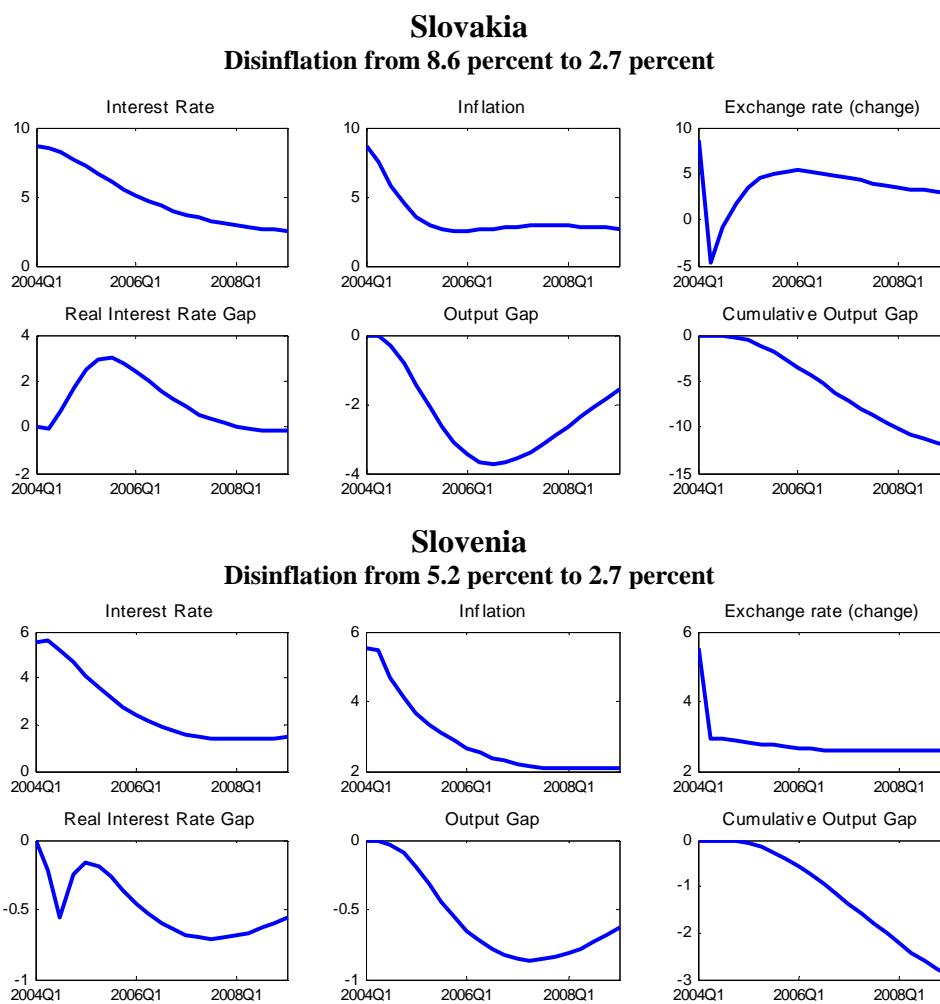 Slovakia
Disinflation from 8.6 percent to 2.7 percent
Interest Rate
Inflation
Exchange rate (change)
10
5
0
2004Q1 2006Q1 2008Q1
10
5
0
2004Q1 2006Q1 2008Q1
10
5
0
-5
2004Q1 2006Q1 2008Q1
Real Interest Rate Gap
Output Gap
Cumulative Output Gap
4
2
0
-2
2004Q1 2006Q1 2008Q1
0
-2
-4
2004Q1 2006Q1 2008Q1
0
-5
-10
-15
2004Q1 2006Q1 2008Q1
Slovenia
Disinflation from 5.2 percent to 2.7 percent
Interest Rate
Inflation
Exchange rate (change)
6
4
2
0
2004Q1 2006Q1 2008Q1
6
4
2
2004Q1 2006Q1 2008Q1
6
4
2
2004Q1 2006Q1 2008Q1
Real Interest Rate Gap
Output Gap
Cumulative Output Gap
0
-0.5
-1
2004Q1 2006Q1 2008Q1
0
-0.5
-1
2004Q1 2006Q1 2008Q1
0
-1
-2
-3
2004Q1 2006Q1 2008Q1